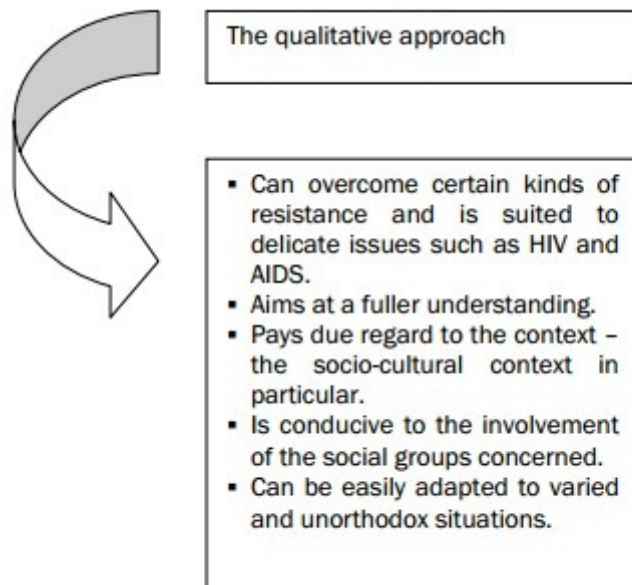 The qualitative approach
▪ Can overcome certain kinds of
resistance and is suited to
delicate issues such as HIV and
AIDS.
▪ Aims at a fuller understanding.
▪ Pays due regard to the context –
the socio-cultural context in
particular.
▪ Is conducive to the involvement
of the social groups concerned.
▪ Can be easily adapted to varied
and unorthodox situations.